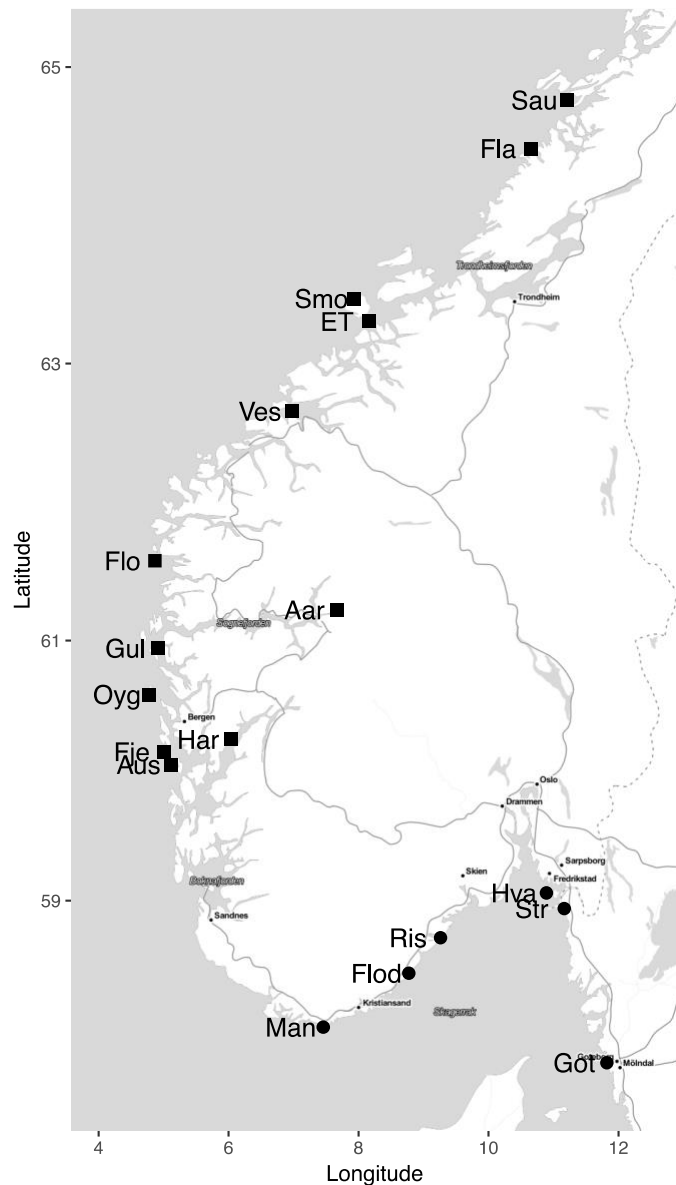 65
Sau
Fla
Trondheimsfjorden
Smo
Trondheim
ET
63
Ves
Flo
Latitude
Aar
Sognefjorden
61
Gul
Oyg
Bergen
Har
Fje
Aus
Oslo
Drammen
Sarpsborg
Skien
Fredrikstad
Boknafjorden
Hva
59
Str
Sandnes
Ris
Flod
Kristiansand
Skagerak
Man
Goteborg
Got
Mölndal
4 6 8 10 12
Longitude